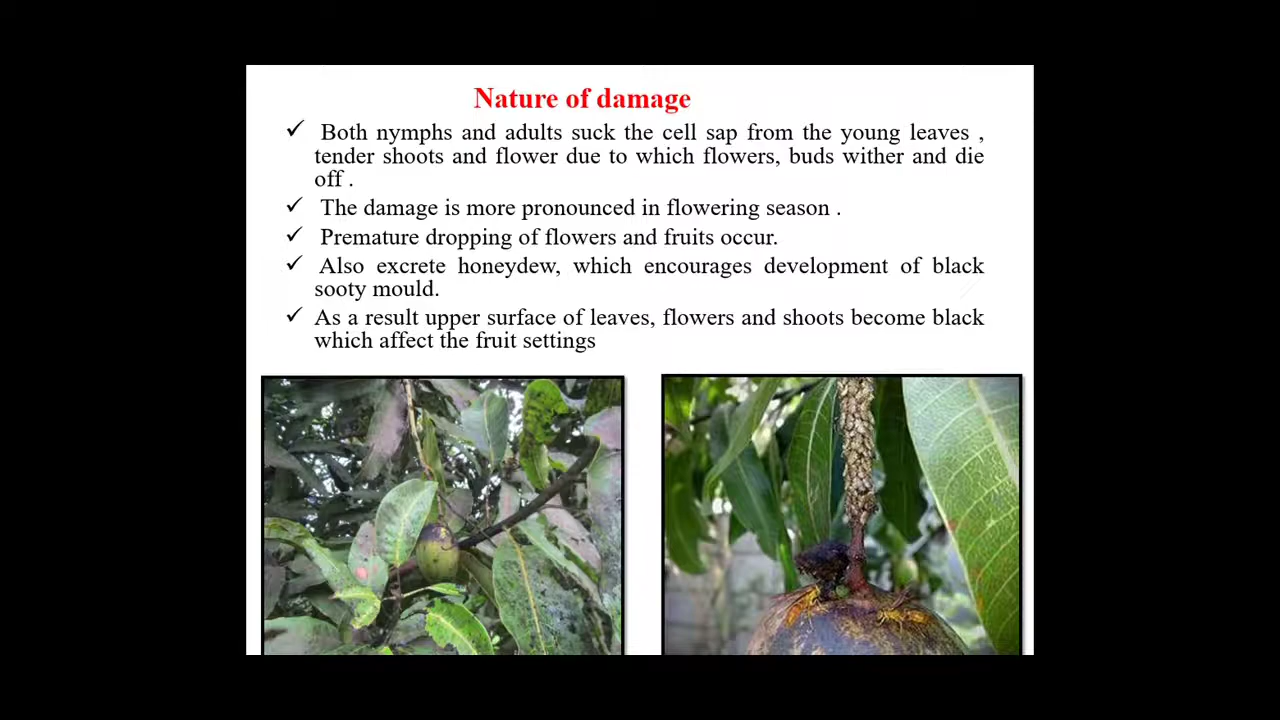 Nature of damage
✓ Both nymphs and adults suck the cell sap from the young leaves ,
tender shoots and flower due to which flowers, buds wither and die
off .
✓ The damage is more pronounced in flowering season .
✓ Premature dropping of flowers and fruits occur.
✓ Also excrete honeydew, which encourages development of black
sooty mould.
✓ As a result upper surface of leaves, flowers and shoots become black
which affect the fruit settings